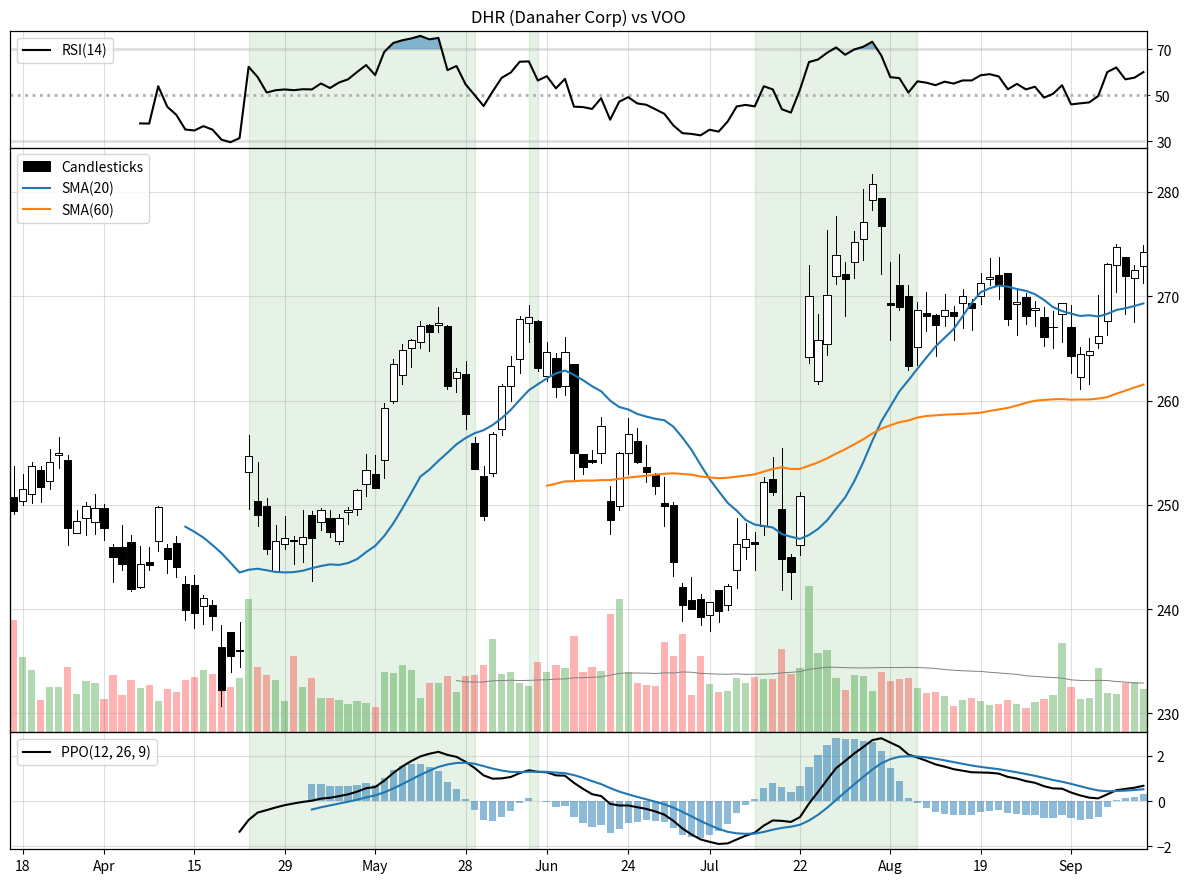 DHR (Danaher Corp) vs VOO
RSI(14)
70
50
30
Candlesticks
SMA(20)
SMA(60)
280
270
260
250
240
230
PPO(12, 26, 9)
2
0
−2
18 Apr 15 29 May 28 Jun 24 Jul 22 Aug 19 Sep